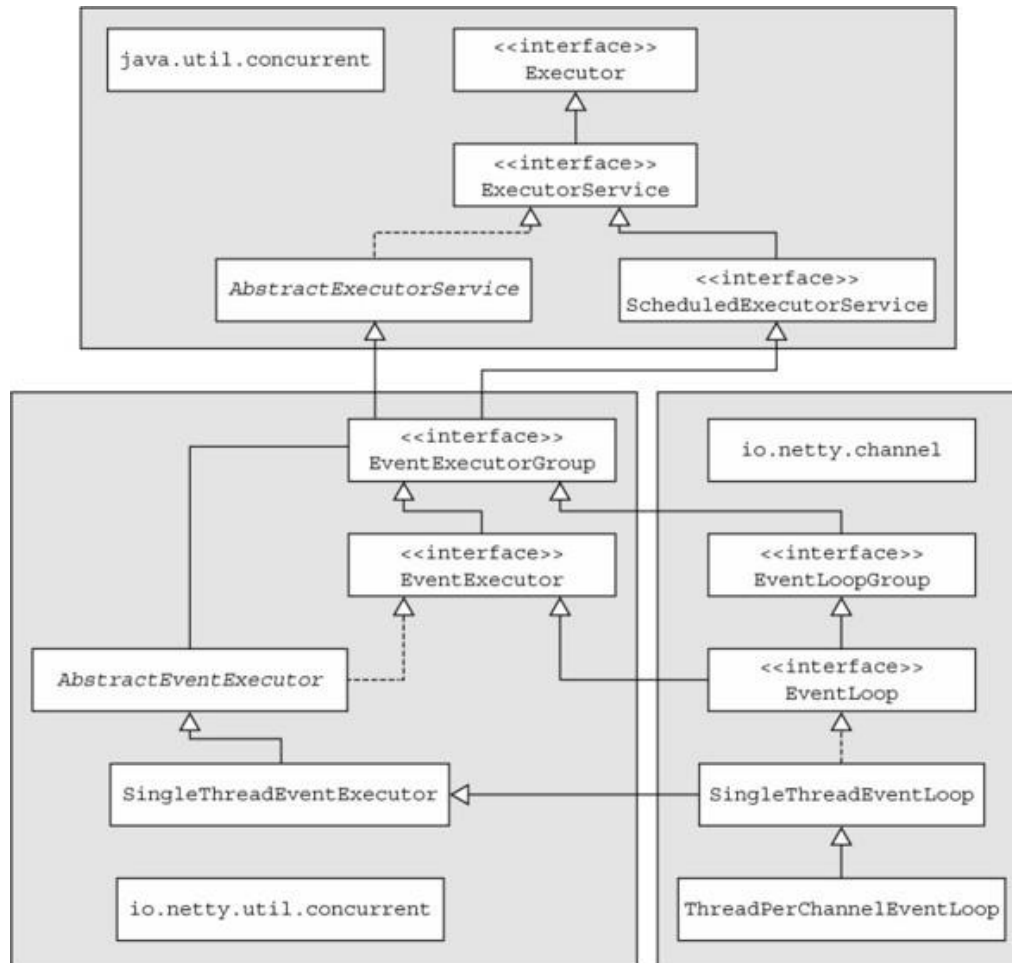 java.util.concurrent
<<interface>>
Executor
<<interface>>
ExecutorService
AbstractExecutorService
<<interface>>
ScheduledExecutorService
<<interface>>
EventExecutorGroup
io.netty.channel
<<interface>>
EventExecutor
<<interface>>
EventLoopGroup
AbstractEventExecutor
<<interface>>
EventLoop
SingleThreadEventExecutor
SingleThreadEventLoop
io.netty.util.concurrent
ThreadPerChannelEventLoop